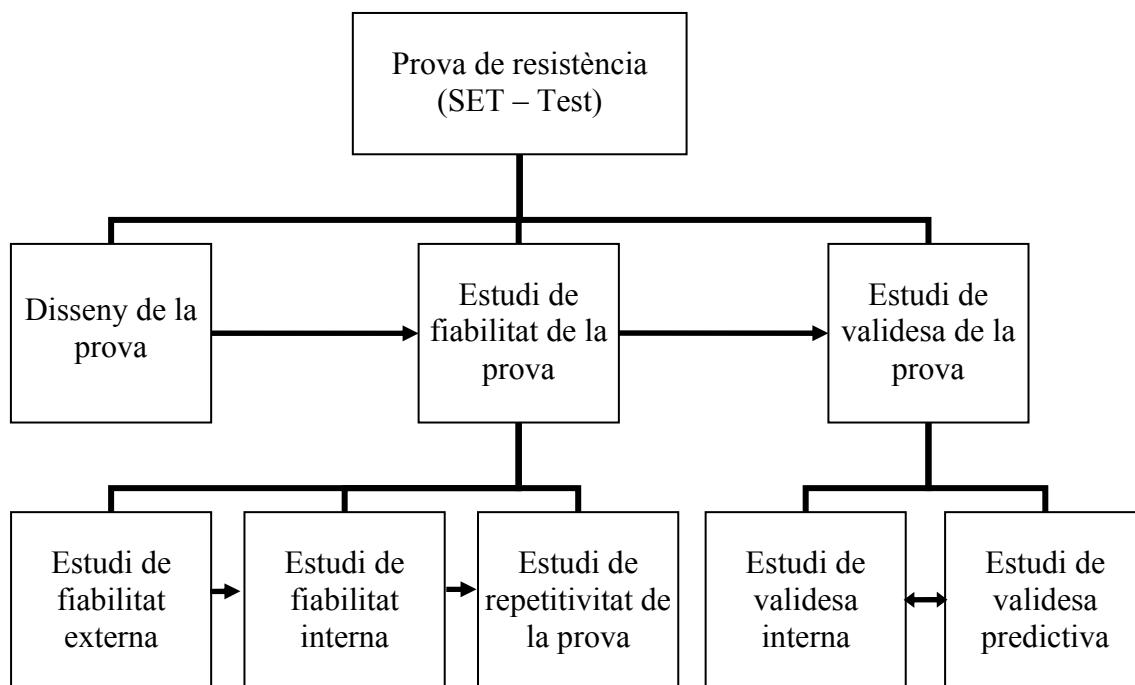 Prova de resistència
(SET – Test)
Disseny de la
prova
Estudi de
fiabilitat de la
prova
Estudi de
validesa de la
prova
Estudi de
fiabilitat
externa
Estudi de
fiabilitat
interna
Estudi de
repetitivitat de
la prova
Estudi de
validesa
interna
Estudi de
validesa
predictiva